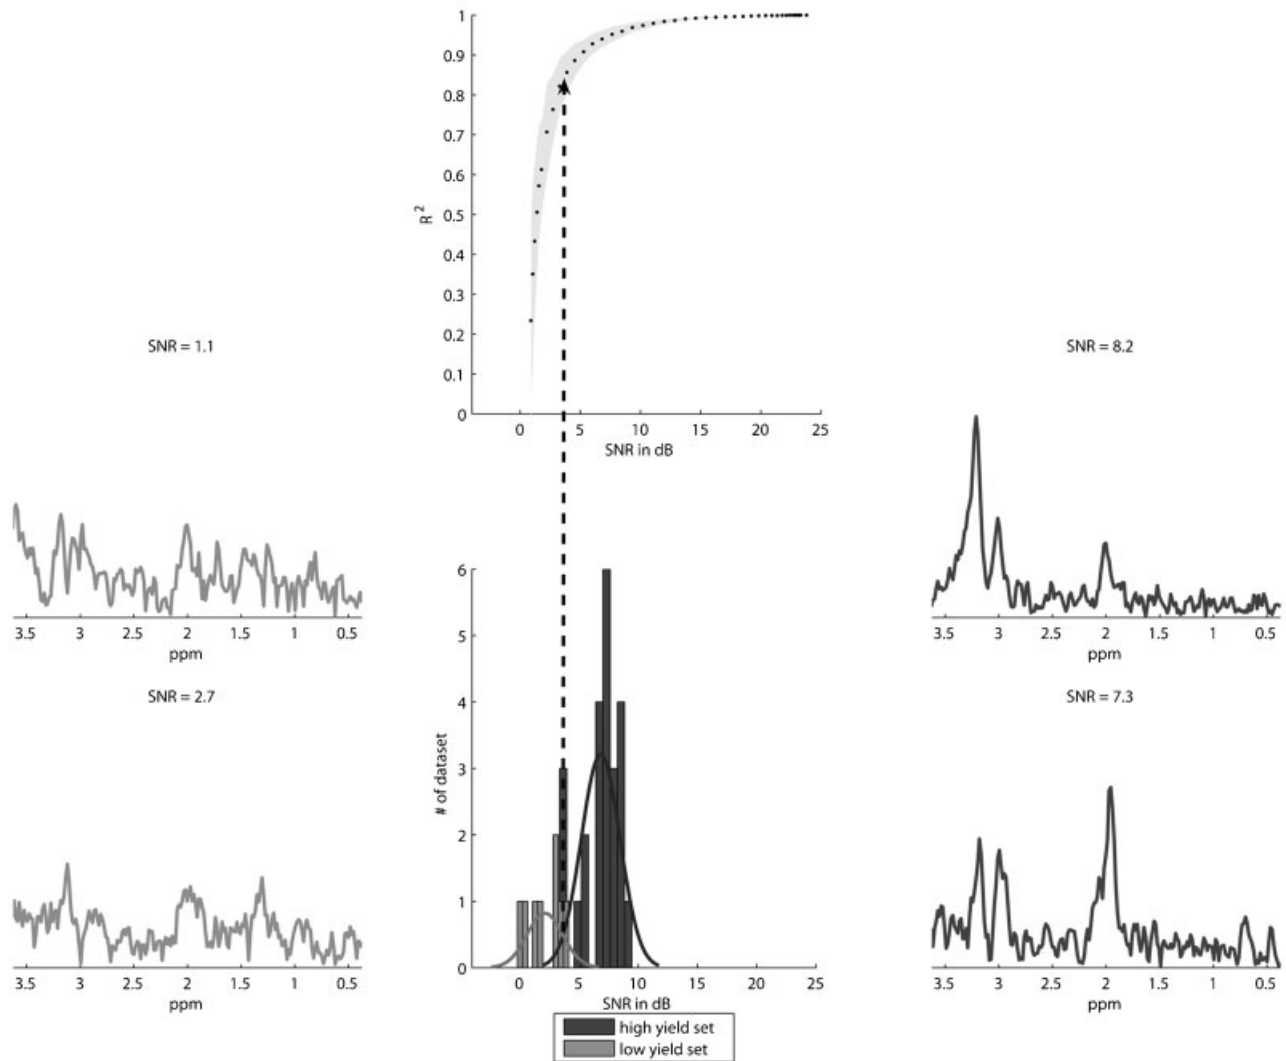 1
0.9
0.8
0.7
0.6
0.5
0.4
0.3
0.2
0.1
0
R 2
0 5 10 15 20 25
SNR in dB
SNR = 1.1
3.5 3 2.5 2 1.5 1 0.5
ppm
SNR = 8.2
3.5 3 2.5 2 1.5 1 0.5
ppm
SNR = 2.7
3.5 3 2.5 2 1.5 1 0.5
ppm
6
5
4
3
2
1
0
# of dataset
0 5 10 15 20 25
SNR in dB
high yield set
low yield set
SNR = 7.3
3.5 3 2.5 2 1.5 1 0.5
ppm